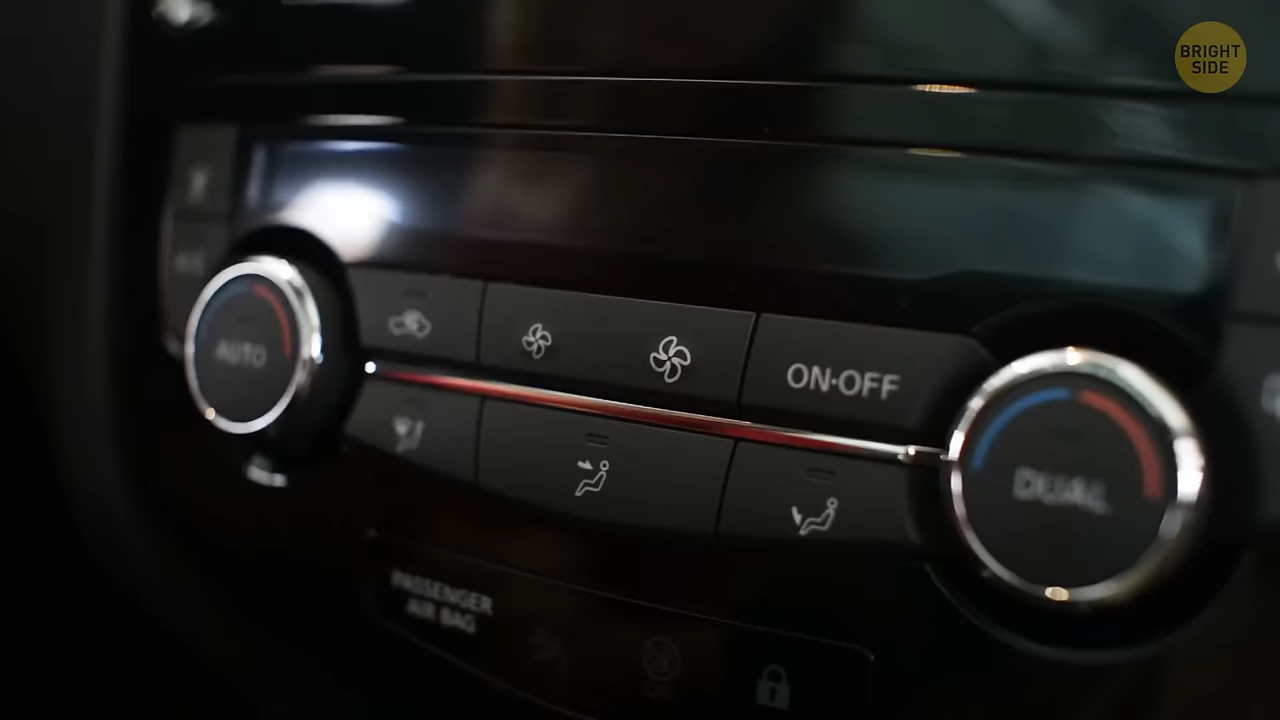 BRIGHT
SIDE
AUTO
ON·OFF
DUAL
PASSENGER
AIR BAG